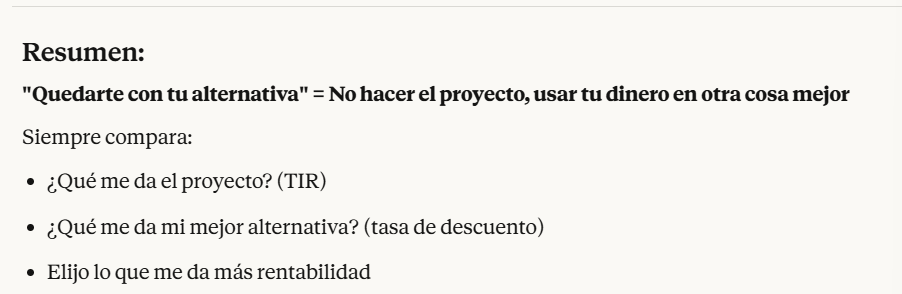 Resumen:
"Quedarte con tu alternativa" = No hacer el proyecto, usar tu dinero en otra cosa mejor
Siempre compara:
• ¿Qué me da el proyecto? (TIR)
• ¿Qué me da mi mejor alternativa? (tasa de descuento)
• Elijo lo que me da más rentabilidad